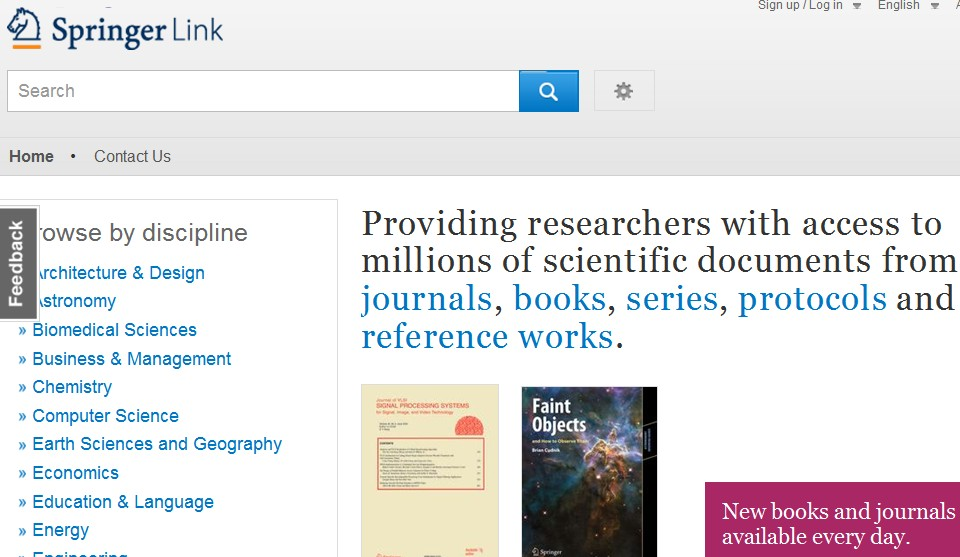 Sign up / Log in
English
Springer Link
Search
Home • Contact Us
Feedback
rowse by discipline
Architecture & Design
Astronomy
» Biomedical Sciences
» Business & Management
» Chemistry
» Computer Science
» Earth Sciences and Geography
» Economics
» Education & Language
» Energy
Engineering
Providing researchers with access to
millions of scientific documents from
journals, books, series, protocols and
reference works.
Journal of VLSI
SIGNAL PROCESSING SYSTEMS
for Signal, Image, and Video Technology
Faint
Objects
and How to Observe Them
Brian Cudnik
Springer
New books and journals
available every day.